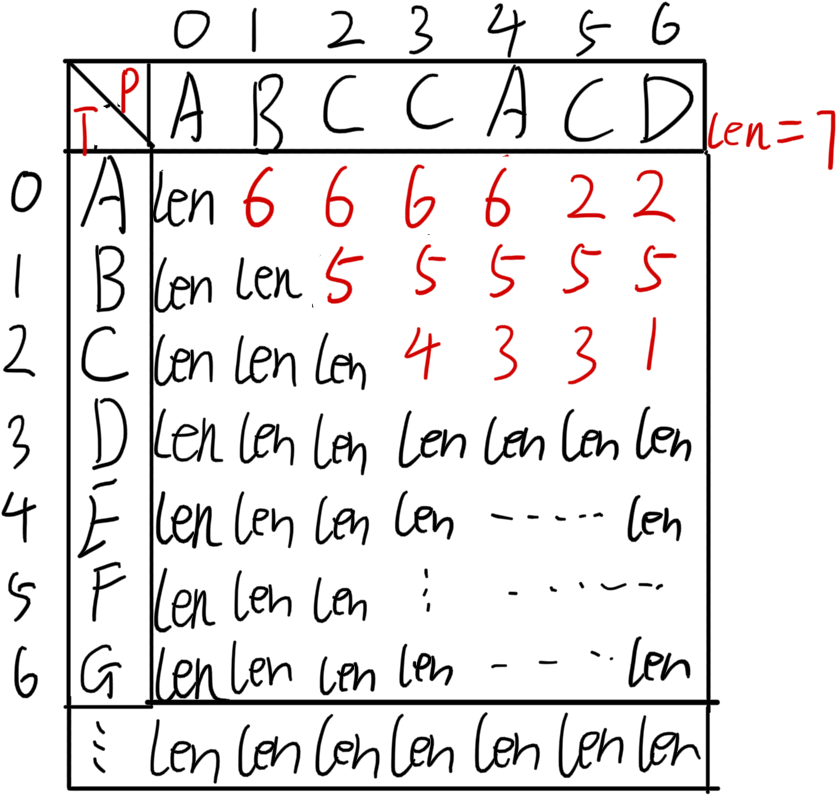 0 1 2 3 4 5 6
T P A B C C A C D len=7
0 A len 6 6 6 6 2 2
1 B len len 5 5 5 5 5
2 C len len len 4 3 3 1
3 D len len len len len len len
4 E len len len len ----- len
5 F len len len ⋮ - - - - -
6 G len len len len - - - - len
⋮ len len len len len len len